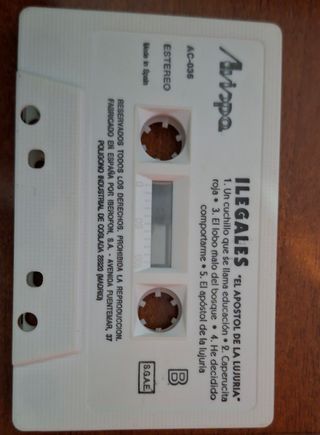 Avispa
AC-036
ESTEREO
Made in Spain
ILEGALES "EL APOSTOL DE LA LUJURIA"
1. Un cuchillo que se llama educación * 2. Caperucita
roja * 3. El lobo malo del bosque * 4. He decidido
comportarme * 5. El apóstol de la lujuria
B
S.G.A.E.
RESERVADOS TODOS LOS DERECHOS. PROHIBIDA LA REPRODUCCION.
FABRICADO EN ESPAÑA POR IBEROFON, S.A. - AVENIDA FUENTEMAR, 37
POLIGONO INDUSTRIAL DE COSLADA 28820 (MADRID)